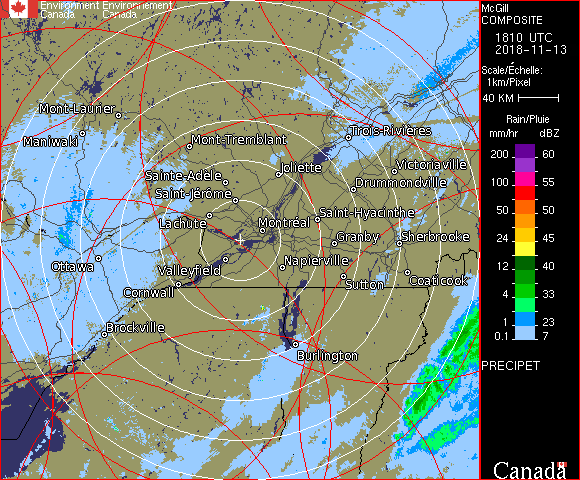 Environment Environnement
Canada Canada
McGill
COMPOSITE
1810 UTC
2018-11-13
Scale/Échelle:
1km/Pixel
40 KM
Rain/Pluie
mm/hr dBZ
200 60
100 55
50 50
24 45
12 40
4 33
1 23
0.1 7
PRECIPET
Canada
Mont-Laurier
Maniwaki
Mont-Tremblant
Trois-Rivières
Joliette
Victoriaville
Sainte-Adèle
Drummondville
Saint-Jérôme
Lachute
Saint-Hyacinthe
Montréal
Granby
Sherbrooke
Ottawa
Valleyfield
Napierville
Cornwall
Sutton
Coaticook
Brockville
Burlington